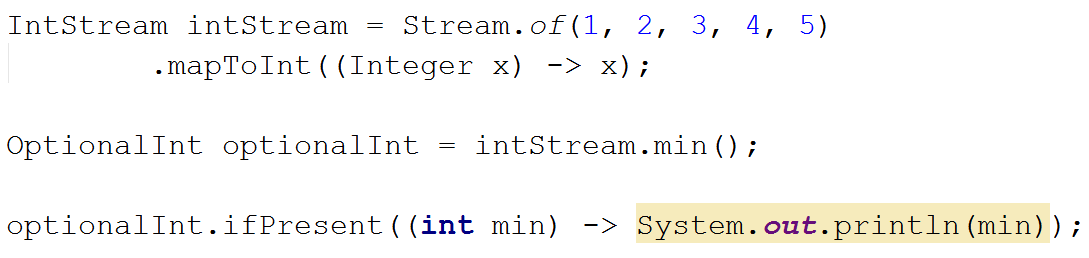 IntStream intStream = Stream.of(1, 2, 3, 4, 5)
.mapToInt((Integer x) -> x);
OptionalInt optionalInt = intStream.min();
optionalInt.ifPresent((int min) -> System.out.println(min));